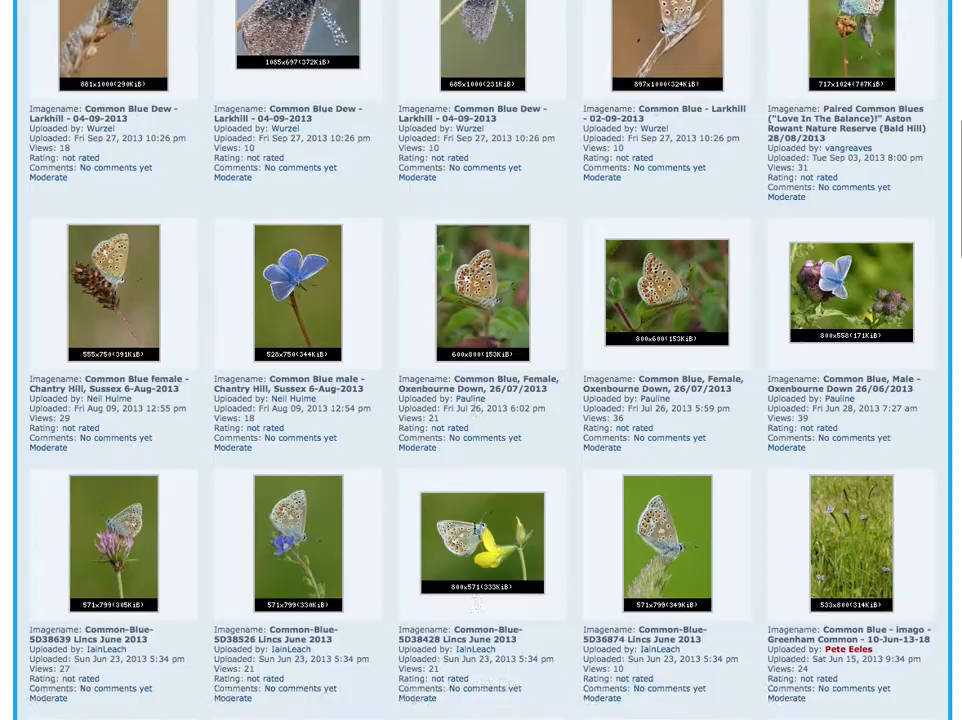 881x1000(290KiB)
1085x697(372KiB)
685x1000(231KiB)
897x1000(324KiB)
717x1024(707KiB)
Imagename: Common Blue Dew -
Larkhill - 04-09-2013
Uploaded by: Wurzel
Uploaded: Fri Sep 27, 2013 10:26 pm
Views: 18
Rating: not rated
Comments: No comments yet
Moderate
Imagename: Common Blue Dew -
Larkhill - 04-09-2013
Uploaded by: Wurzel
Uploaded: Fri Sep 27, 2013 10:26 pm
Views: 10
Rating: not rated
Comments: No comments yet
Moderate
Imagename: Common Blue Dew -
Larkhill - 04-09-2013
Uploaded by: Wurzel
Uploaded: Fri Sep 27, 2013 10:26 pm
Views: 10
Rating: not rated
Comments: No comments yet
Moderate
Imagename: Common Blue - Larkhill
- 02-09-2013
Uploaded by: Wurzel
Uploaded: Fri Sep 27, 2013 10:26 pm
Views: 10
Rating: not rated
Comments: No comments yet
Moderate
Imagename: Paired Common Blues
("Love In The Balance)!" Aston
Rowant Nature Reserve (Bald Hill)
28/08/2013
Uploaded by: vangreaves
Uploaded: Tue Sep 03, 2013 8:00 pm
Views: 31
Rating: not rated
Comments: No comments yet
Moderate
555x750(391KiB)
528x750(344KiB)
600x800(153KiB)
800x600(153KiB)
800x558(171KiB)
Imagename: Common Blue female -
Chantry Hill, Sussex 6-Aug-2013
Uploaded by: Neil Hulme
Uploaded: Fri Aug 09, 2013 12:55 pm
Views: 29
Rating: not rated
Comments: No comments yet
Moderate
Imagename: Common Blue male -
Chantry Hill, Sussex 6-Aug-2013
Uploaded by: Neil Hulme
Uploaded: Fri Aug 09, 2013 12:54 pm
Views: 18
Rating: not rated
Comments: No comments yet
Moderate
Imagename: Common Blue, Female,
Oxenbourne Down, 26/07/2013
Uploaded by: Pauline
Uploaded: Fri Jul 26, 2013 6:02 pm
Views: 21
Rating: not rated
Comments: No comments yet
Moderate
Imagename: Common Blue, Female,
Oxenbourne Down, 26/07/2013
Uploaded by: Pauline
Uploaded: Fri Jul 26, 2013 5:59 pm
Views: 36
Rating: not rated
Comments: No comments yet
Moderate
Imagename: Common Blue, Male -
Oxenbourne Down 26/06/2013
Uploaded by: Pauline
Uploaded: Fri Jun 28, 2013 7:27 am
Views: 39
Rating: not rated
Comments: No comments yet
Moderate
571x799(305KiB)
571x799(330KiB)
800x571(333KiB)
571x799(349KiB)
533x800(314KiB)
Imagename: Common-Blue-
5D38639 Lincs June 2013
Uploaded by: IainLeach
Uploaded: Sun Jun 23, 2013 5:34 pm
Views: 27
Rating: not rated
Comments: No comments yet
Moderate
Imagename: Common-Blue-
5D38526 Lincs June 2013
Uploaded by: IainLeach
Uploaded: Sun Jun 23, 2013 5:34 pm
Views: 21
Rating: not rated
Comments: No comments yet
Moderate
Imagename: Common-Blue-
5D38428 Lincs June 2013
Uploaded by: IainLeach
Uploaded: Sun Jun 23, 2013 5:34 pm
Views: 21
Rating: not rated
Comments: No comments yet
Moderate
Imagename: Common-Blue-
5D36874 Lincs June 2013
Uploaded by: IainLeach
Uploaded: Sun Jun 23, 2013 5:34 pm
Views: 10
Rating: not rated
Comments: No comments yet
Moderate
Imagename: Common Blue - imago -
Greenham Common - 10-Jun-13-18
Uploaded by: Pete Eeles
Uploaded: Sat Jun 15, 2013 9:34 pm
Views: 24
Rating: not rated
Comments: No comments yet
Moderate